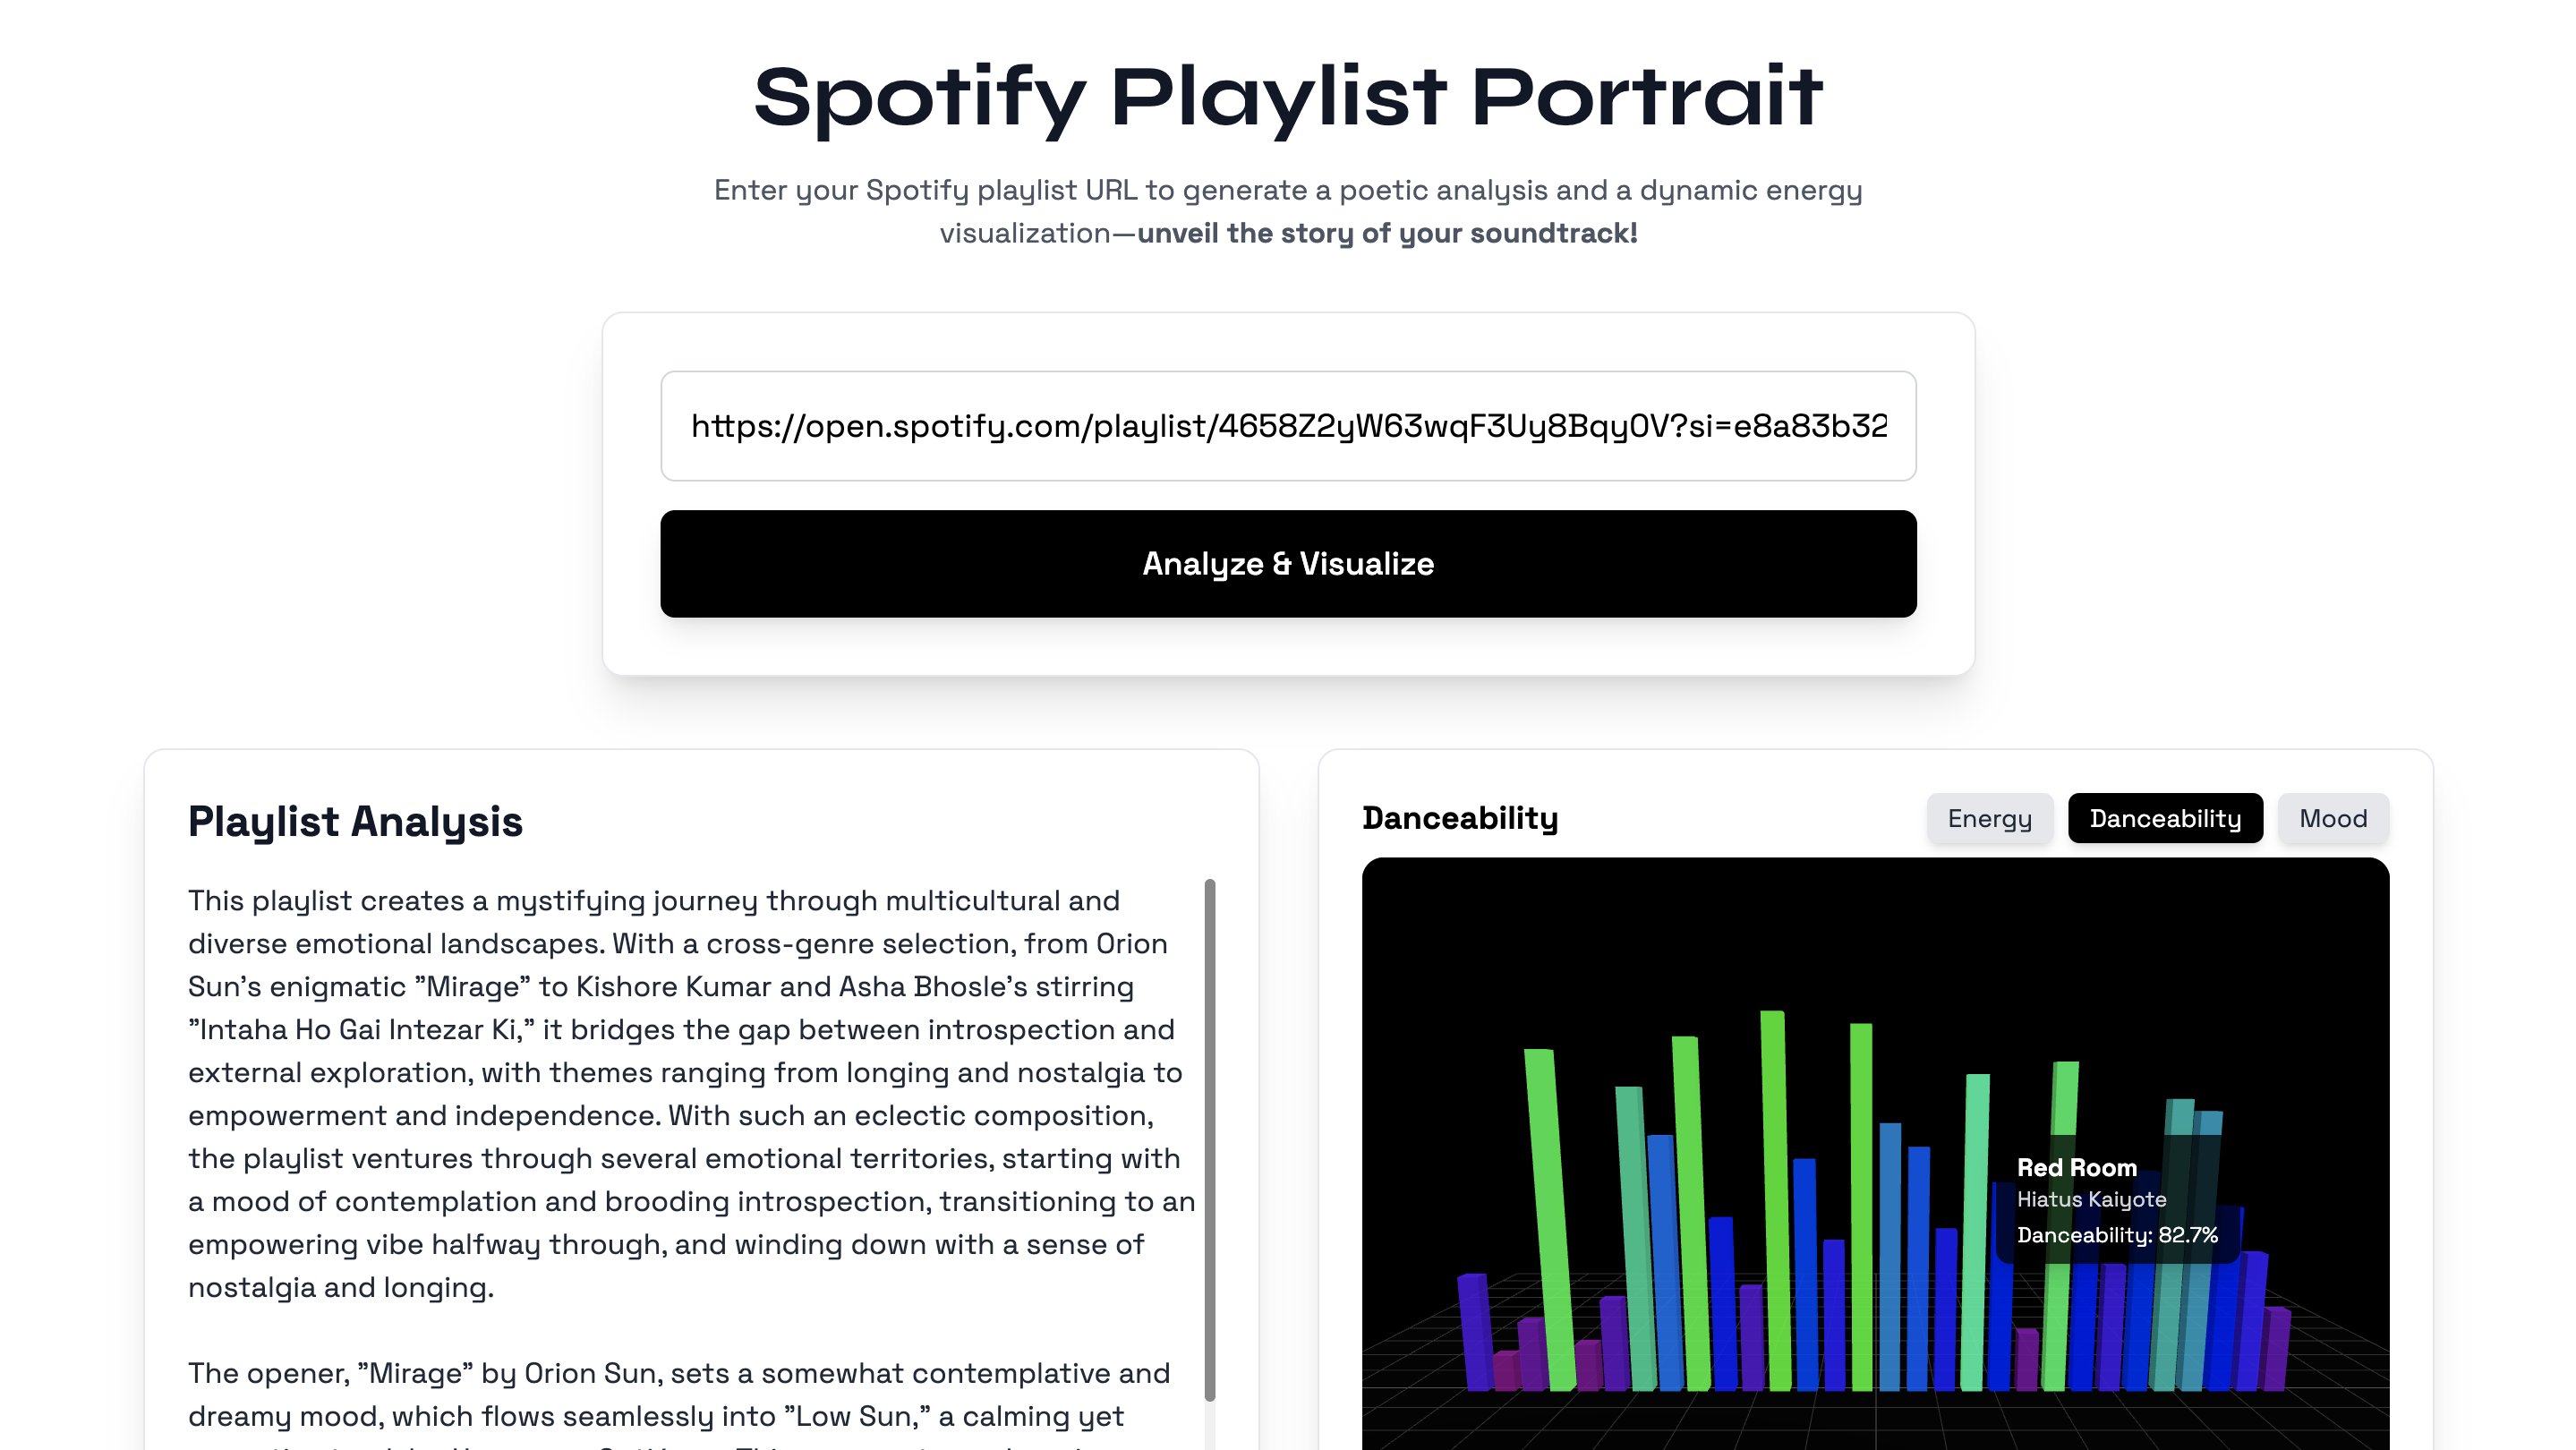 Spotify Playlist Portrait
Enter your Spotify playlist URL to generate a poetic analysis and a dynamic energy
visualization—unveil the story of your soundtrack!
https://open.spotify.com/playlist/4658Z2yW63wqF3Uy8Bqy0V?si=e8a83b32
Analyze & Visualize
Playlist Analysis
This playlist creates a mystifying journey through multicultural and
diverse emotional landscapes. With a cross-genre selection, from Orion
Sun's enigmatic "Mirage" to Kishore Kumar and Asha Bhosle's stirring
"Intaha Ho Gai Intezar Ki," it bridges the gap between introspection and
external exploration, with themes ranging from longing and nostalgia to
empowerment and independence. With such an eclectic composition,
the playlist ventures through several emotional territories, starting with
a mood of contemplation and brooding introspection, transitioning to an
empowering vibe halfway through, and winding down with a sense of
nostalgia and longing.
The opener, "Mirage" by Orion Sun, sets a somewhat contemplative and
dreamy mood, which flows seamlessly into "Low Sun," a calming yet
Danceability
Energy
Danceability
Mood
Red Room
Hiatus Kaiyote
Danceability: 82.7%